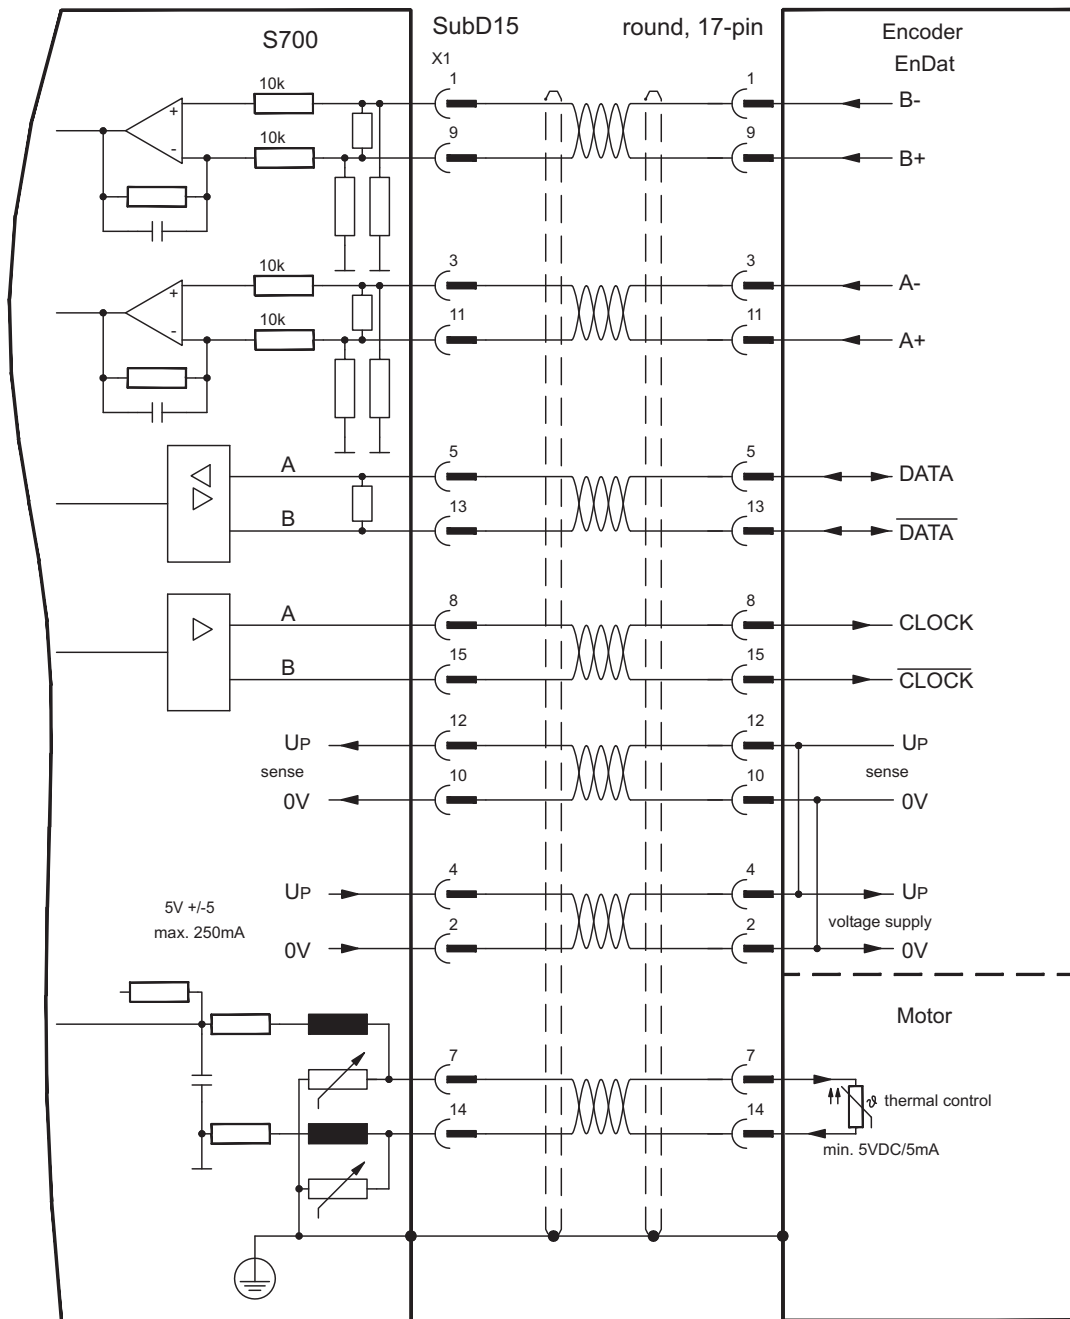 S700
SubD15
round, 17-pin
Encoder
EnDat
X1
10k
1
1
B-
+
-
10k
9
9
B+
10k
3
3
A-
+
-
10k
11
11
A+
A
5
5
DATA
B
13
13
DATA
A
8
8
CLOCK
B
15
15
CLOCK
UP
12
12
UP
sense
sense
0V
10
10
0V
UP
4
4
UP
5V +/-5
max. 250mA
voltage supply
0V
2
2
0V
Motor
7
7
ϑ thermal control
14
14
min. 5VDC/5mA